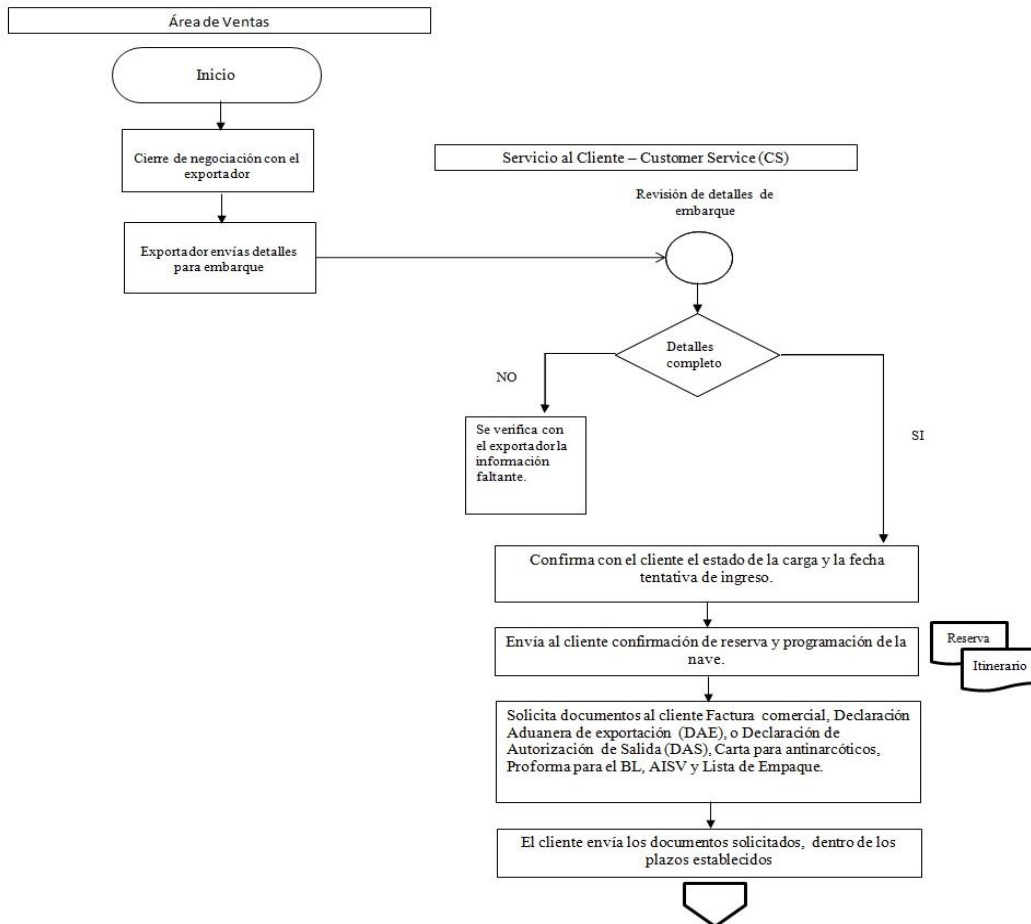 Área de Ventas
Inicio
Cierre de negociación con el
exportador
Exportador envías detalles
para embarque
Servicio al Cliente – Customer Service (CS)
Revisión de detalles de
embarque
Detalles
completo
NO
SI
Se verifica con
el exportador la
información
faltante.
Confirma con el cliente el estado de la carga y la fecha
tentativa de ingreso.
Envía al cliente confirmación de reserva y programación de la
nave.
Reserva
Itinerario
Solicita documentos al cliente Factura comercial, Declaración
Aduanera de exportación (DAE), o Declaración de
Autorización de Salida (DAS), Carta para antinarcóticos,
Proforma para el BL, AISV y Lista de Empaque.
El cliente envía los documentos solicitados, dentro de los
plazos establecidos